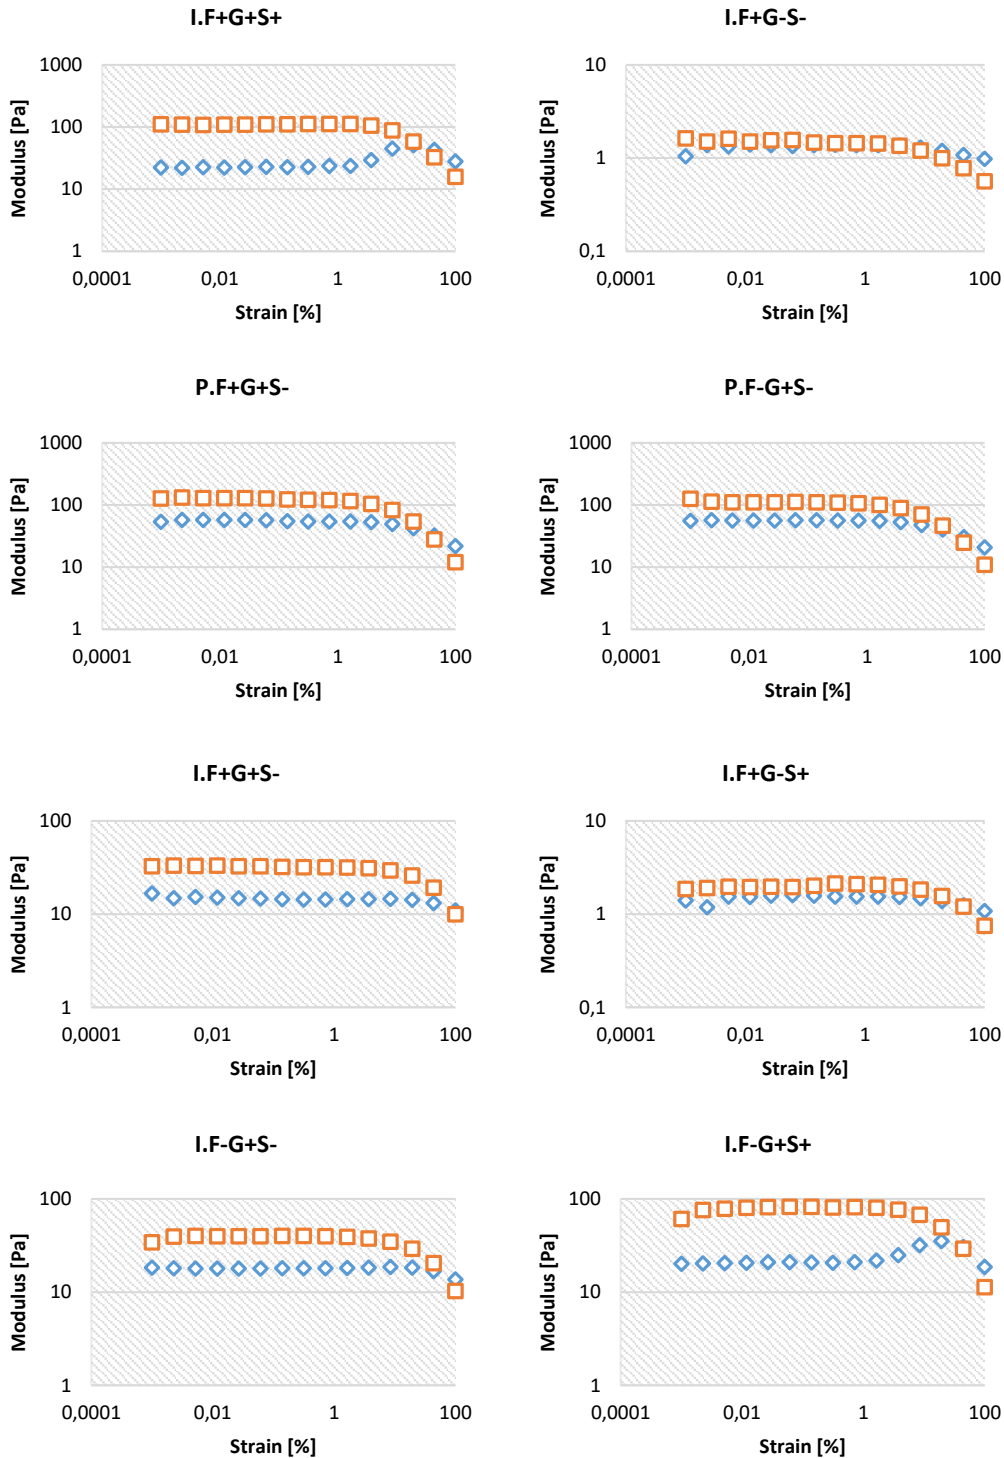 I.F+G+S+
Modulus [Pa]
1000
100
10
1
0,0001
0,01
1
100
Strain [%]
I.F+G-S-
Modulus [Pa]
10
1
0,1
0,0001
0,01
1
100
Strain [%]
P.F+G+S-
Modulus [Pa]
1000
100
10
1
0,0001
0,01
1
100
Strain [%]
P.F-G+S-
Modulus [Pa]
1000
100
10
1
0,0001
0,01
1
100
Strain [%]
I.F+G+S-
Modulus [Pa]
100
10
1
0,0001
0,01
1
100
Strain [%]
I.F+G-S+
Modulus [Pa]
10
1
0,1
0,0001
0,01
1
100
Strain [%]
I.F-G+S-
Modulus [Pa]
100
10
1
0,0001
0,01
1
100
Strain [%]
I.F-G+S+
Modulus [Pa]
100
10
1
0,0001
0,01
1
100
Strain [%]